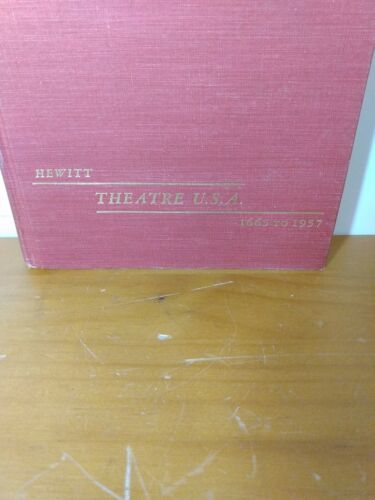 HEWITT
THEATRE U.S.A.
1665 TO 1957